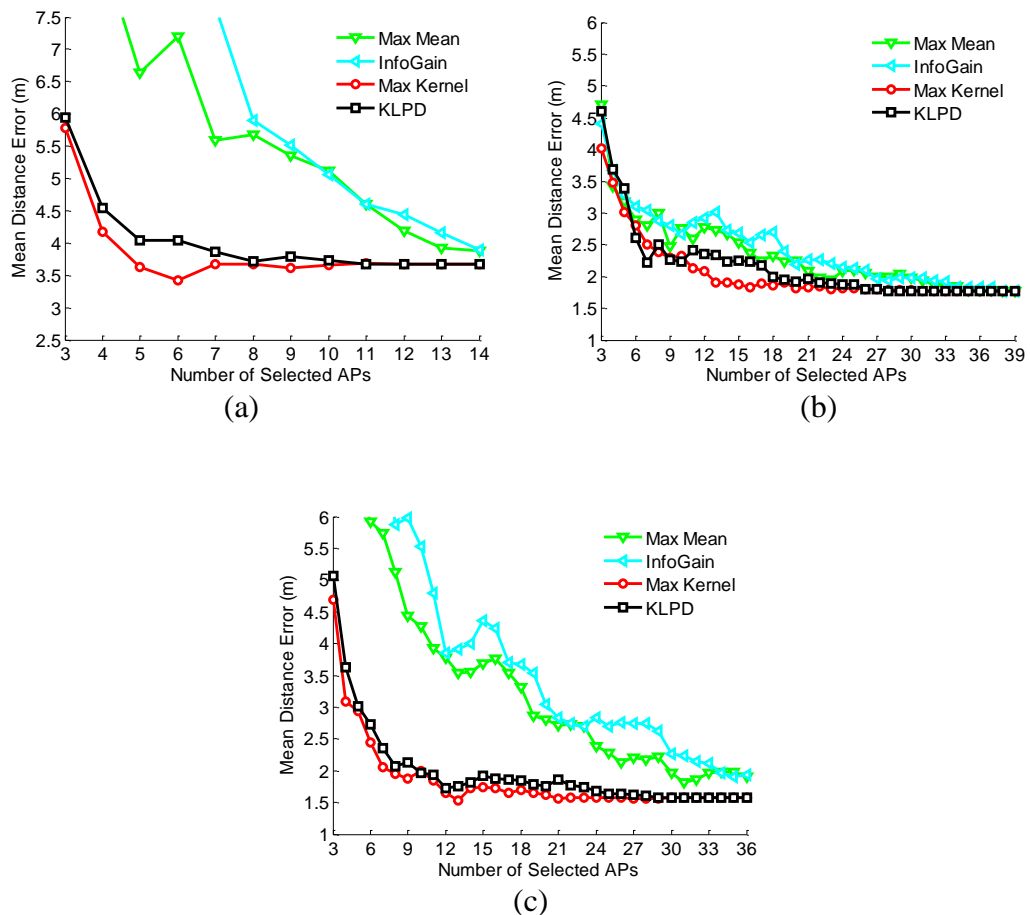 7.5
7
6.5
6
5.5
5
4.5
4
3.5
3
2.5
Mean Distance Error (m)
Max Mean
InfoGain
Max Kernel
KLPD
3 4 5 6 7 8 9 10 11 12 13 14
Number of Selected APs
(a)
6
5.5
5
4.5
4
3.5
3
2.5
2
1.5
1
Mean Distance Error (m)
Max Mean
InfoGain
Max Kernel
KLPD
3 6 9 12 15 18 21 24 27 30 33 36 39
Number of Selected APs
(b)
6
5.5
5
4.5
4
3.5
3
2.5
2
1.5
1
Mean Distance Error (m)
Max Mean
InfoGain
Max Kernel
KLPD
3 6 9 12 15 18 21 24 27 30 33 36
Number of Selected APs
(c)